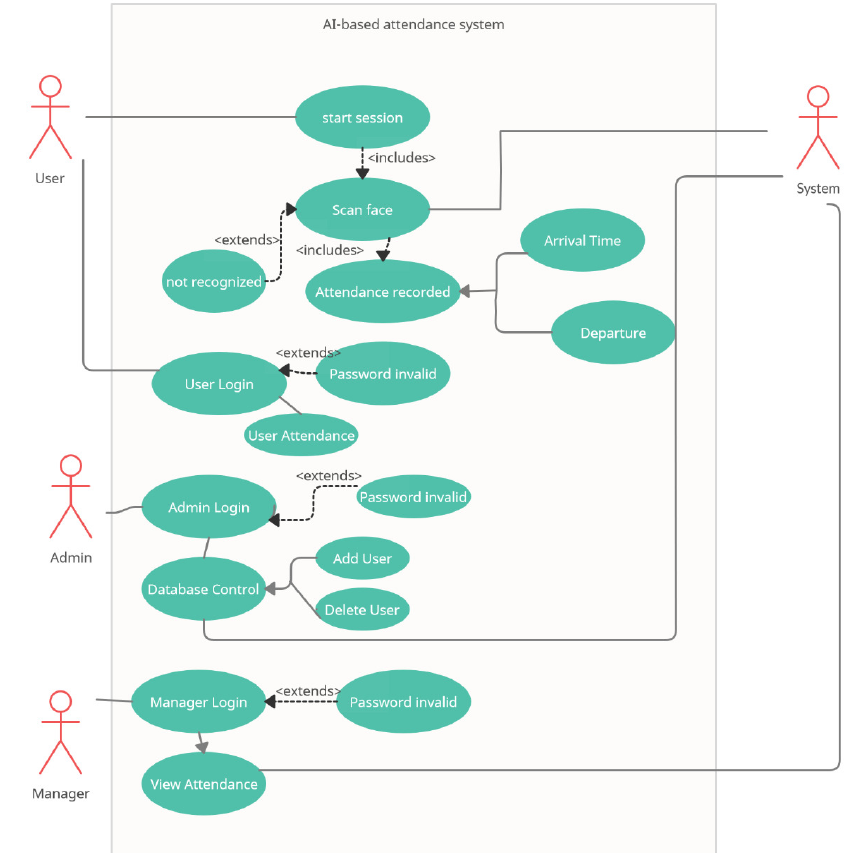 AI-based attendance system
start session
<includes>
User
System
Scan face
<extends>
<includes>
Arrival Time
not recognized
Attendance recorded
Departure
<extends>
User Login
Password invalid
User Attendance
<extends>
Password invalid
Admin Login
Admin
Add User
Database Control
Delete User
<extends>
Manager Login
Password invalid
View Attendance
Manager